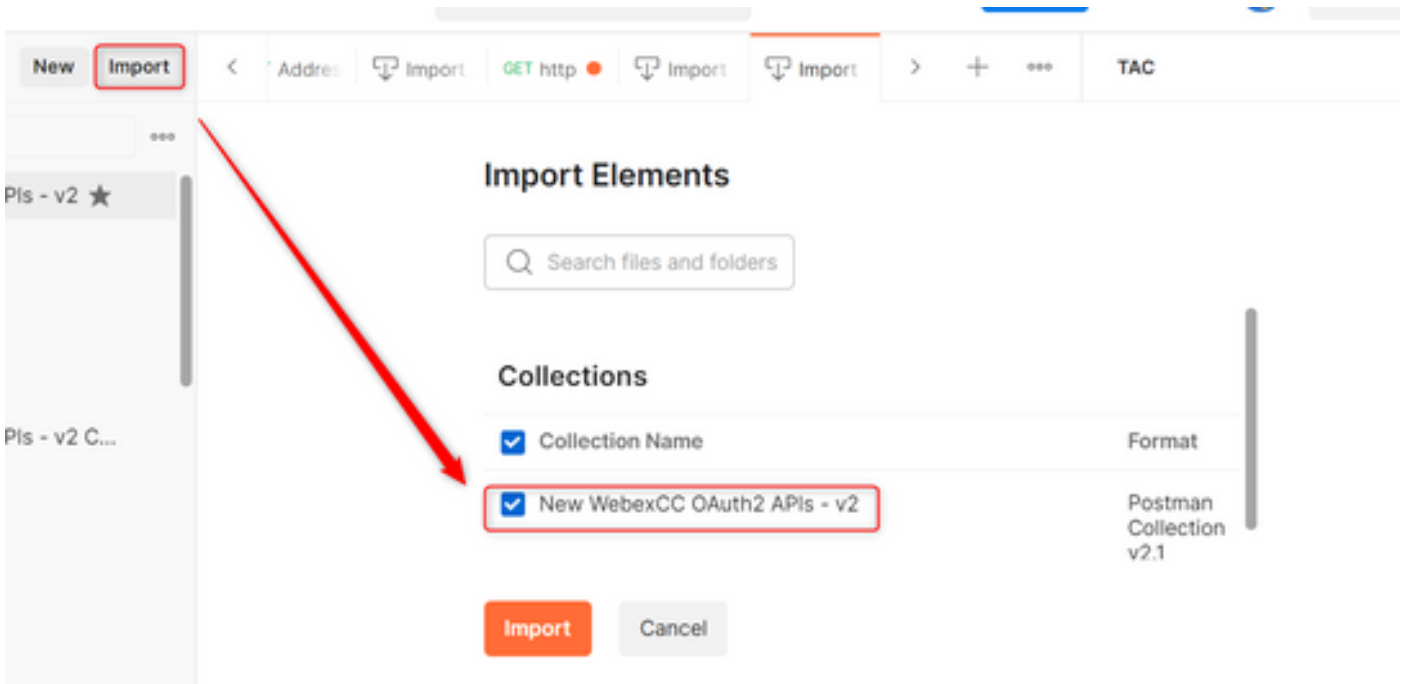 New Import Addres Import GET http Import Import TAC
PIs - v2
Import Elements
Search files and folders
Collections
PIs - v2 C...
Collection Name Format
New WebexCC OAuth2 APIs - v2 Postman
Collection
v2.1
Import Cancel